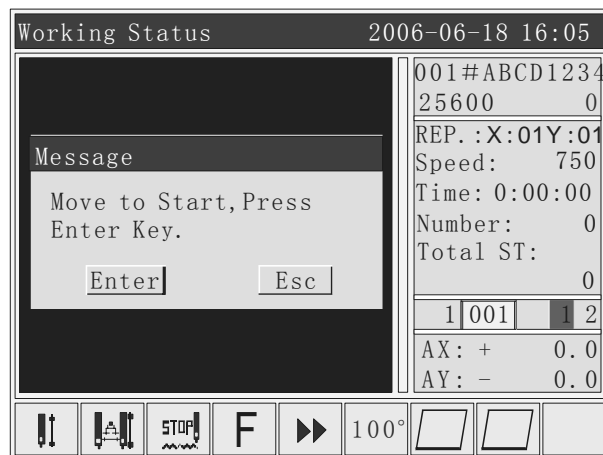 Working Status 2006-06-18 16:05
001#ABCD1234
25600 0
REP.:X:01Y:01
Speed: 750
Time: 0:00:00
Number: 0
Total ST:
0
1 001 1 2
AX: + 0.0
AY: - 0.0
Message
Move to Start,Press
Enter Key.
Enter Esc
A STOP F 100°